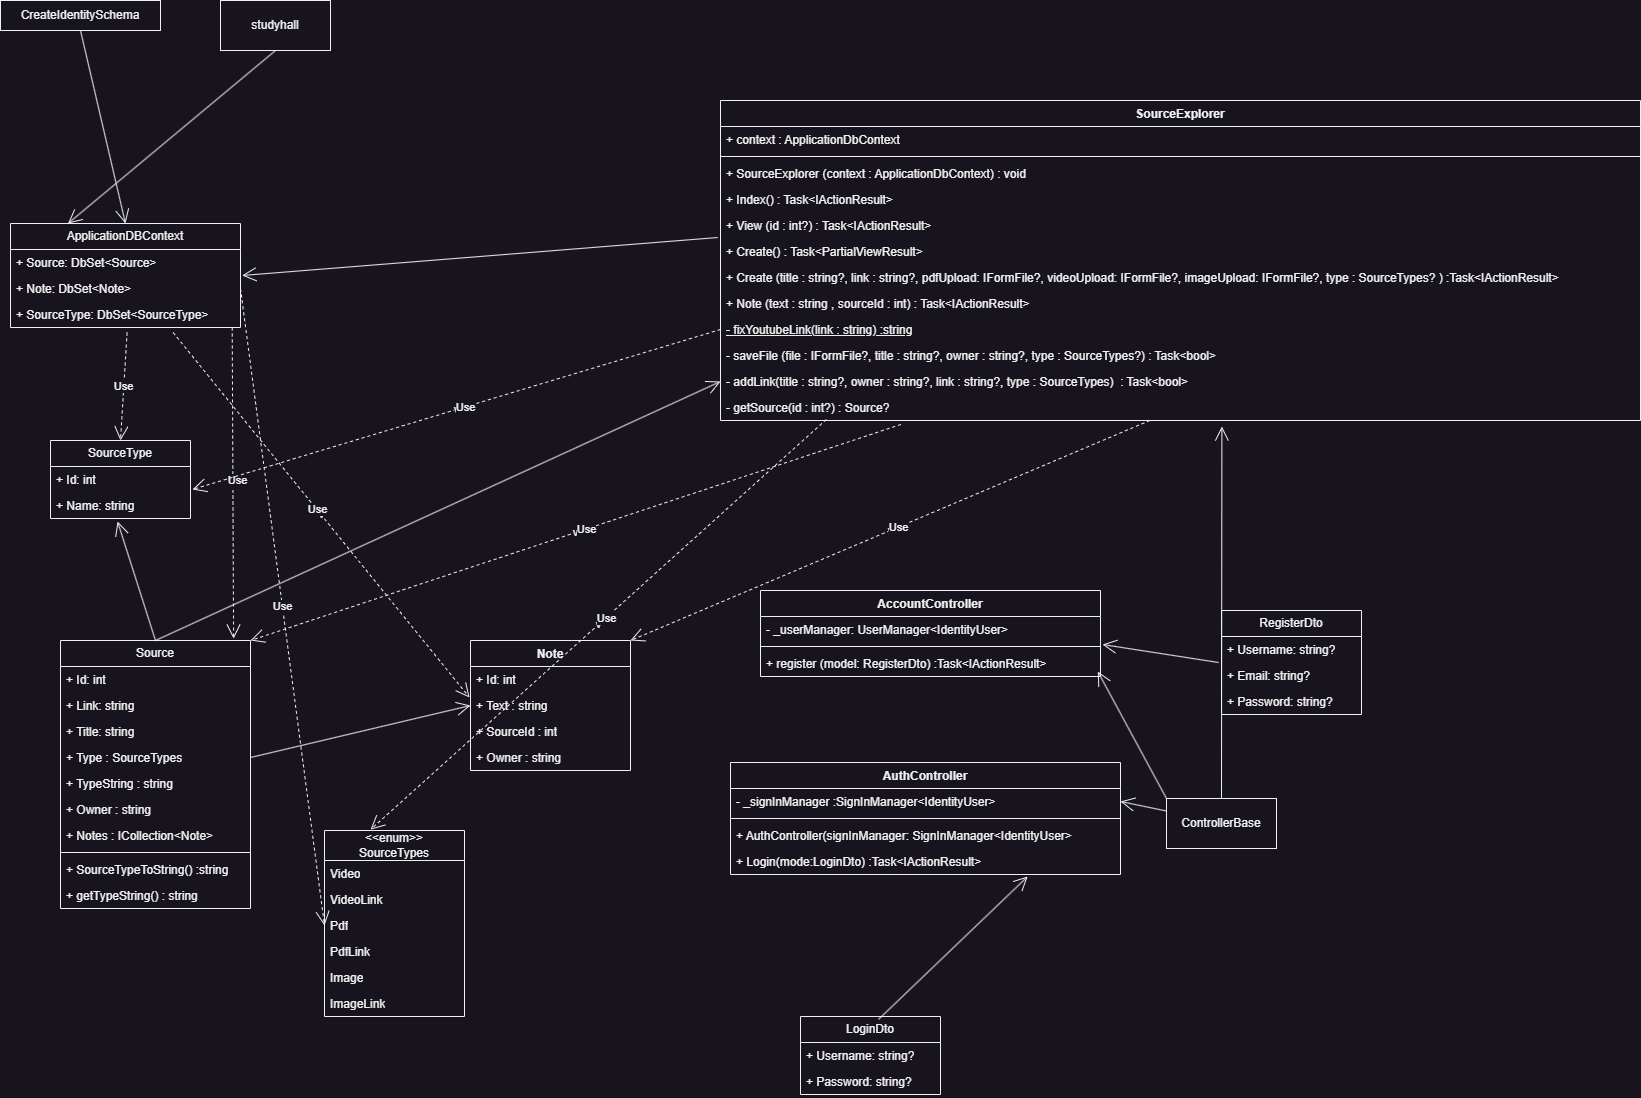 CreateIdentitySchema
studyhall
SourceExplorer
+ context : ApplicationDbContext
+ SourceExplorer (context : ApplicationDbContext) : void
+ Index() : Task<IActionResult>
+ View (id : int?) : Task<IActionResult>
+ Create() : Task<PartialViewResult>
+ Create (title : string?, link : string?, pdfUpload: IFormFile?, videoUpload: IFormFile?, imageUpload: IFormFile?, type : SourceTypes? ) :Task<IActionResult>
+ Note (text : string , sourceId : int) : Task<IActionResult>
- fixYoutubeLink(link : string) :string
- saveFile (file : IFormFile?, title : string?, owner : string?, type : SourceTypes?) : Task<bool>
- addLink(title : string?, owner : string?, link : string?, type : SourceTypes) : Task<bool>
- getSource(id : int?) : Source?
ApplicationDBContext
+ Source: DbSet<Source>
+ Note: DbSet<Note>
+ SourceType: DbSet<SourceType>
Use
Use
Use
Use
Use
Use
Use
Use
SourceType
+ Id: int
+ Name: string
Source
+ Id: int
+ Link: string
+ Title: string
+ Type : SourceTypes
+ TypeString : string
+ Owner : string
+ Notes : ICollection<Note>
+ SourceTypeToString() :string
+ getTypeString() : string
Note
+ Id: int
+ Text : string
+ SourceId : int
+ Owner : string
<<enum>>
SourceTypes
Video
VideoLink
Pdf
PdfLink
Image
ImageLink
AccountController
- _userManager: UserManager<IdentityUser>
+ register (model: RegisterDto) :Task<IActionResult>
RegisterDto
+ Username: string?
+ Email: string?
+ Password: string?
AuthController
- _signInManager :SignInManager<IdentityUser>
+ AuthController(signInManager: SignInManager<IdentityUser>
+ Login(mode:LoginDto) :Task<IActionResult>
ControllerBase
LoginDto
+ Username: string?
+ Password: string?